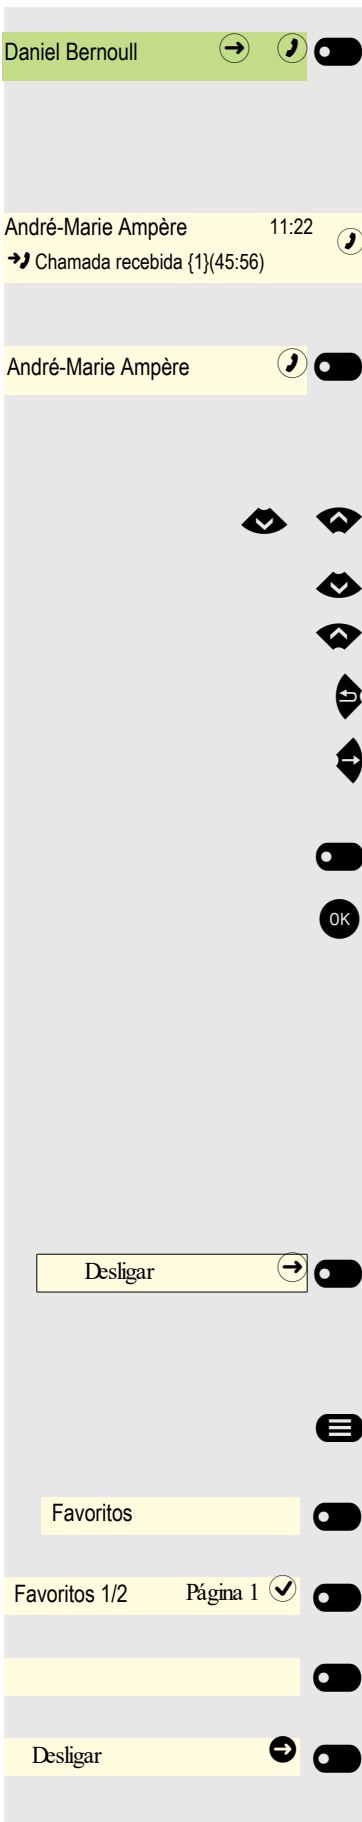 Daniel Bernoull
André-Marie Ampère 11:22
Chamada recebida {1}(45:56)
André-Marie Ampère
OK
Desligar
Favoritos
Favoritos 1/2 Página 1
Desligar